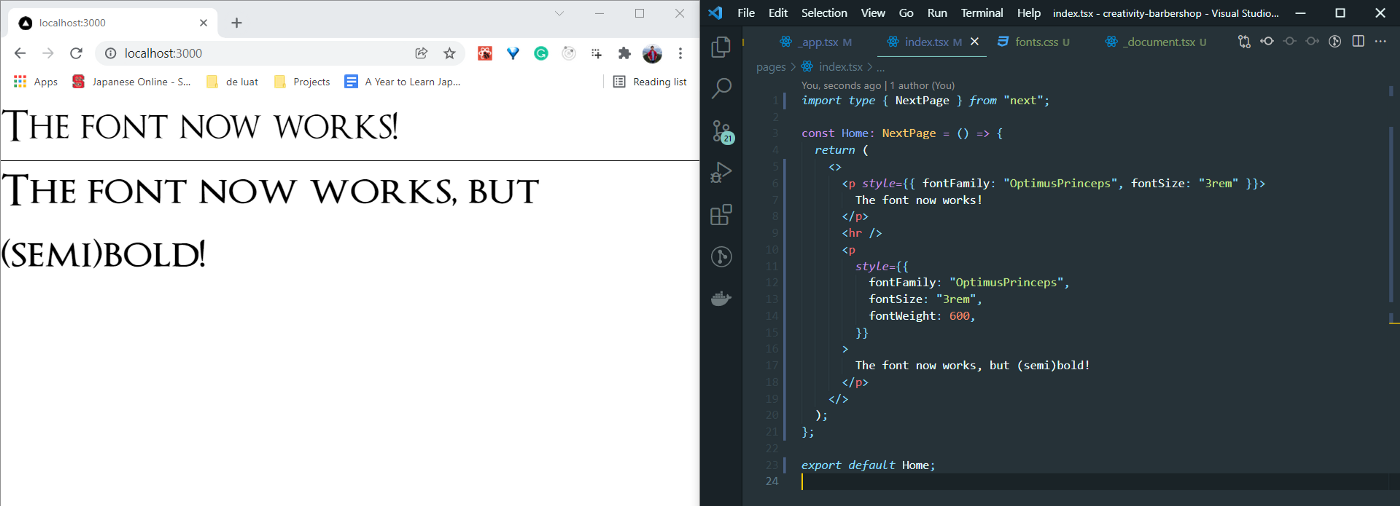 localhost:3000
localhost:3000
Apps Japanese Online - S... de luat Projects A Year to Learn Jap... Reading list
The font now works!
The font now works, but
(semi)bold!
File Edit Selection View Go Run Terminal Help index.tsx - creativity-barbershop - Visual Studio...
_app.tsx M index.tsx M fonts.css U _document.tsx U
pages > index.tsx > ...
You, seconds ago | 1 author (You)
1 import type { NextPage } from "next";
2
3 const Home: NextPage = () => {
4 return (
5 <>
6 <p style={{ fontFamily: "OptimusPrinceps", fontSize: "3rem" }}>
7 The font now works!
8 </p>
9 <hr />
10 <p
11 style={{
12 fontFamily: "OptimusPrinceps",
13 fontSize: "3rem",
14 fontWeight: 600,
15 }}
16 >
17 The font now works, but (semi)bold!
18 </p>
19 </>
20 );
21 };
22
23 export default Home;
24
21